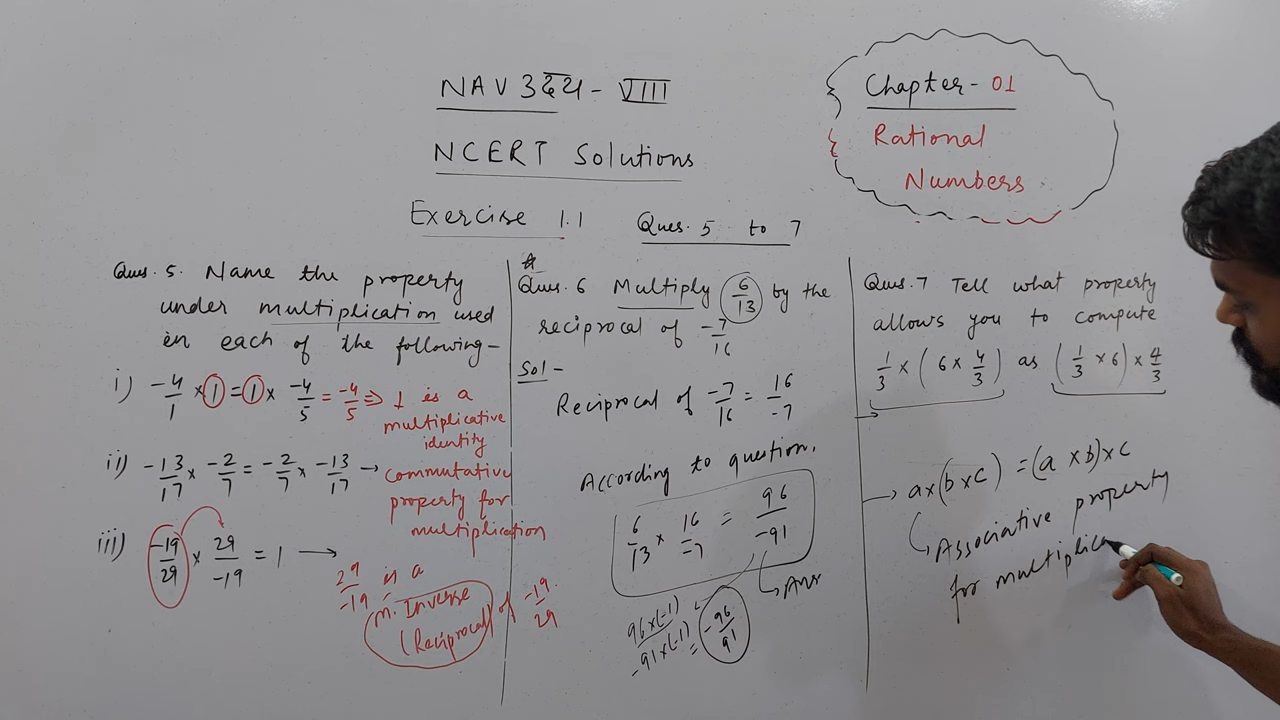 Chapter - 01
Rational
Numbers
NCERT Solutions
Exercise 1.1 Ques. 5 to 7
Ques. 5. Name the property
under multiplication used
in each of the following -
i) -4/1 × 1 = 1 × -4/5 = -4/5 ⇒ 1 is a
multiplicative
identity
ii) -13/17 × -2/7 = -2/7 × -13/17 → commutative
property for
multiplication
iii) -19/29 × 29/-19 = 1 →
29/-19 is a
m. Inverse
(Reciprocal) of -19/29
Ques. 6 Multiply 6/13 by the
reciprocal of -7/16
Sol -
Reciprocal of -7/16 = 16/-7
According to question,
6/13 × 16/-7 = 96/-91
Ans
96×(-1)/-91×(-1) = -96/91
Ques. 7 Tell what property
allows you to compute
1/3 × (6 × 4/3) as (1/3 × 6) × 4/3
→ a×(b×c) = (a×b)×c
Associative property
for multiplica